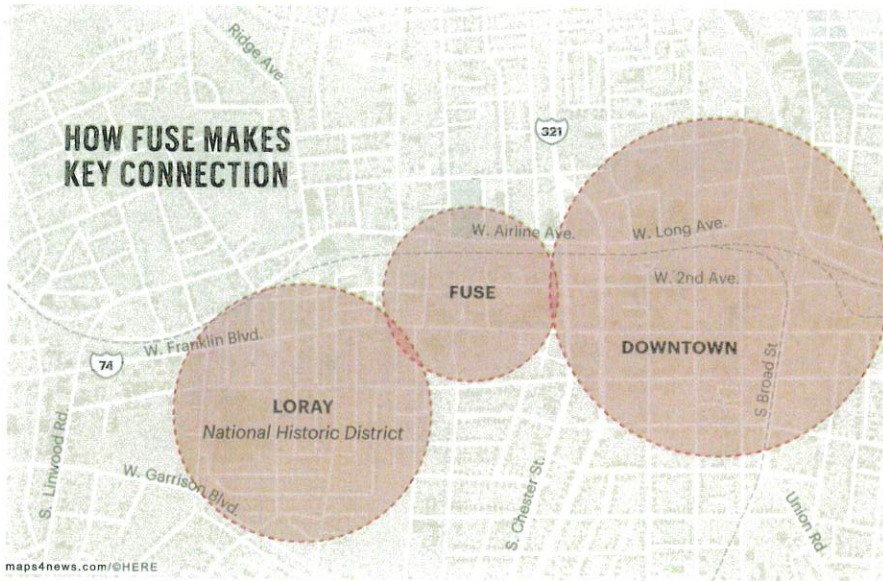 Ridge Ave.
HOW FUSE MAKES
KEY CONNECTION
321
W. Airline Ave.
W. Long Ave.
W. 2nd Ave.
FUSE
W. Franklin Blvd.
DOWNTOWN
74
S Broad St
LORAY
National Historic District
S. Linwood Rd.
W. Garrison Blvd.
S. Chester St.
Union Rd
maps4news.com/©HERE